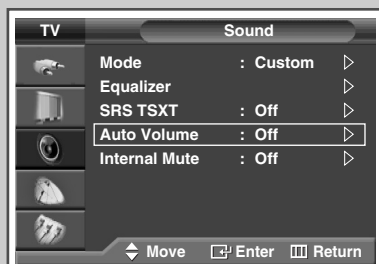 TV Sound
Mode : Custom
Equalizer
SRS TSXT : Off
Auto Volume : Off
Internal Mute : Off
Move Enter Return